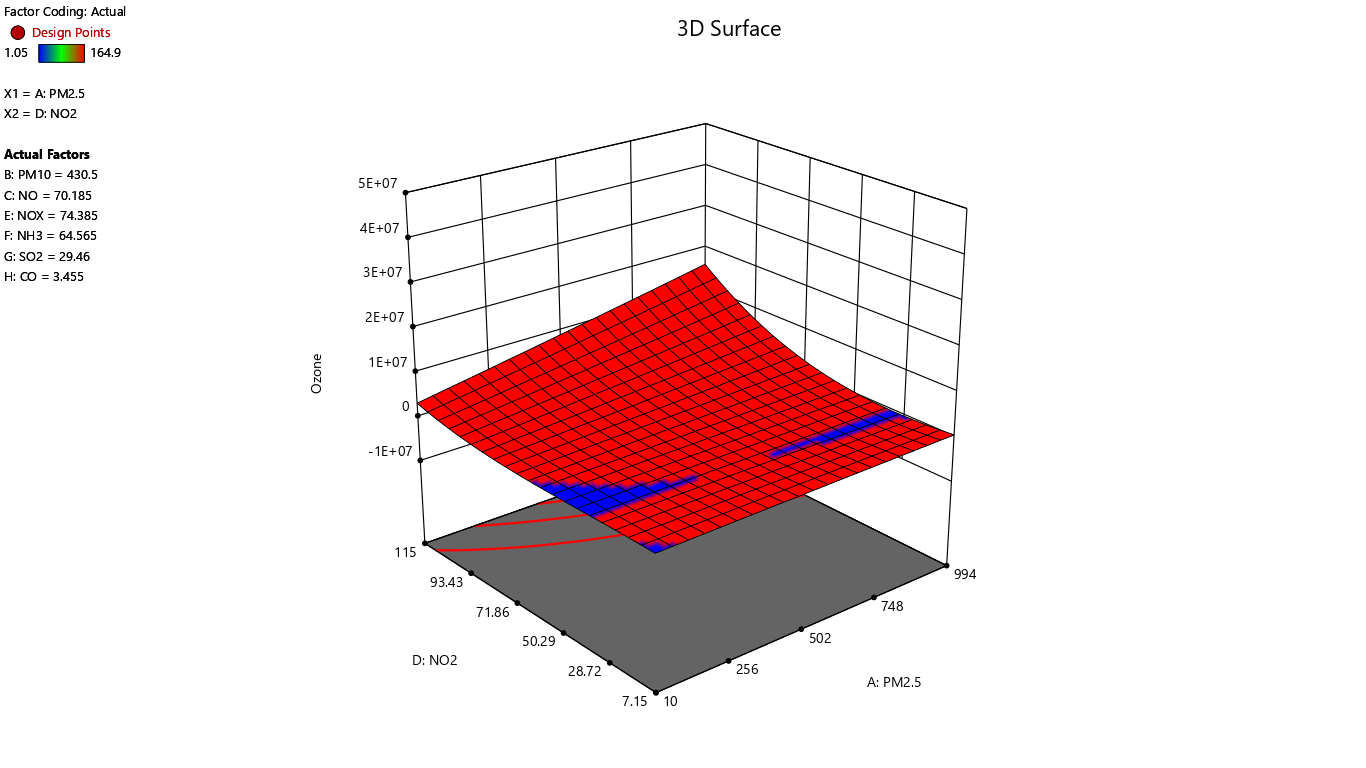 Factor Coding: Actual
3D Surface
Design Points
1.05 164.9
X1 = A: PM2.5
X2 = D: NO2
Actual Factors
B: PM10 = 430.5
C: NO = 70.185
E: NOX = 74.385
F: NH3 = 64.565
G: SO2 = 29.46
H: CO = 3.455
5E+07
4E+07
3E+07
2E+07
1E+07
0
-1E+07
Ozone
115
93.43
71.86
50.29
28.72
7.15
D: NO2
10
256
502
748
994
A: PM2.5